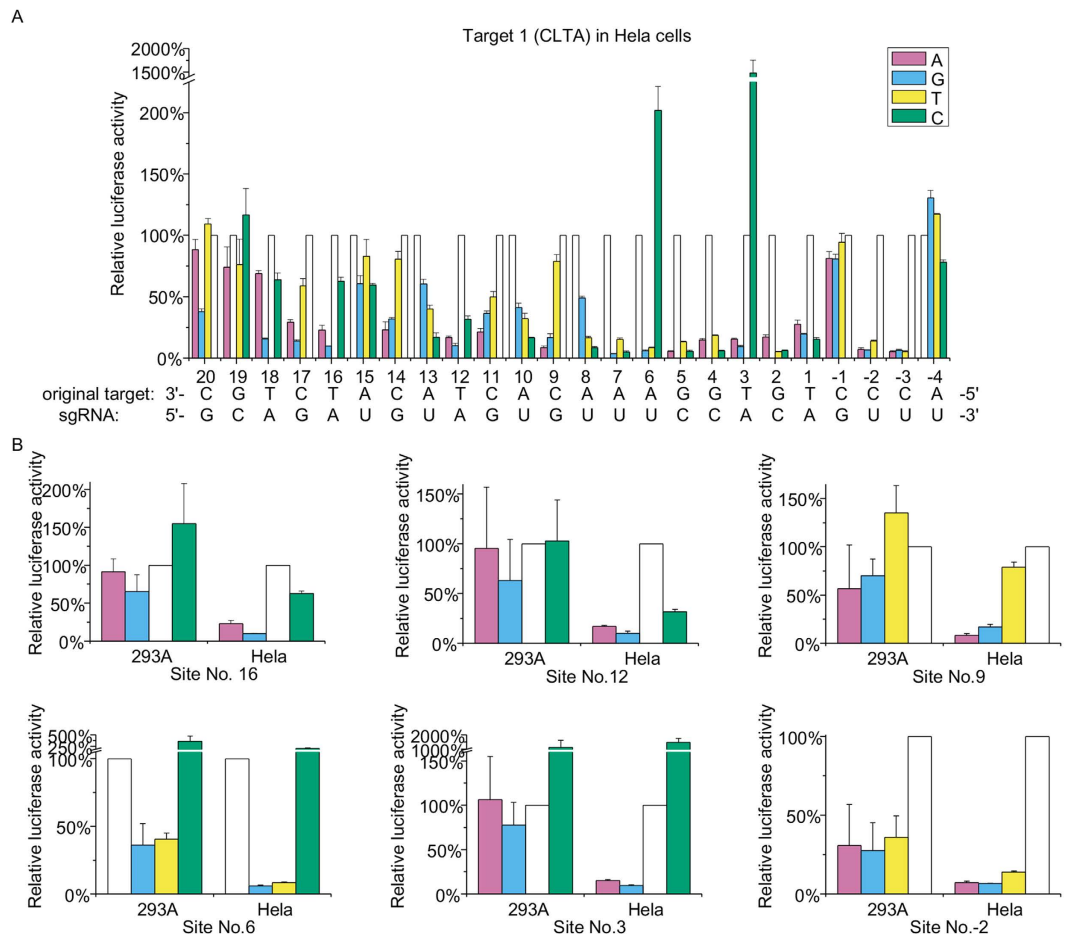 A
Target 1 (CLTA) in Hela cells
Relative luciferase activity
2000%
1500%
200%
150%
100%
50%
0%
A
G
T
C
20 19 18 17 16 15 14 13 12 11 10 9 8 7 6 5 4 3 2 1 -1 -2 -3 -4
original target: 3'- C G T C T A C A T C A C A A A G G T G T C C C A -5'
sgRNA: 5'- G C A G A U G U A G U G U U U C C A C A G U U U -3'
B
Relative luciferase activity
200%
150%
100%
50%
0%
293A Hela
Site No. 16
Relative luciferase activity
150%
100%
50%
0%
293A Hela
Site No.12
Relative luciferase activity
150%
100%
50%
0%
293A Hela
Site No.9
Relative luciferase activity
500%
250%
100%
50%
0%
293A Hela
Site No.6
Relative luciferase activity
2000%
1000%
150%
100%
50%
0%
293A Hela
Site No.3
Relative luciferase activity
100%
50%
0%
293A Hela
Site No.-2